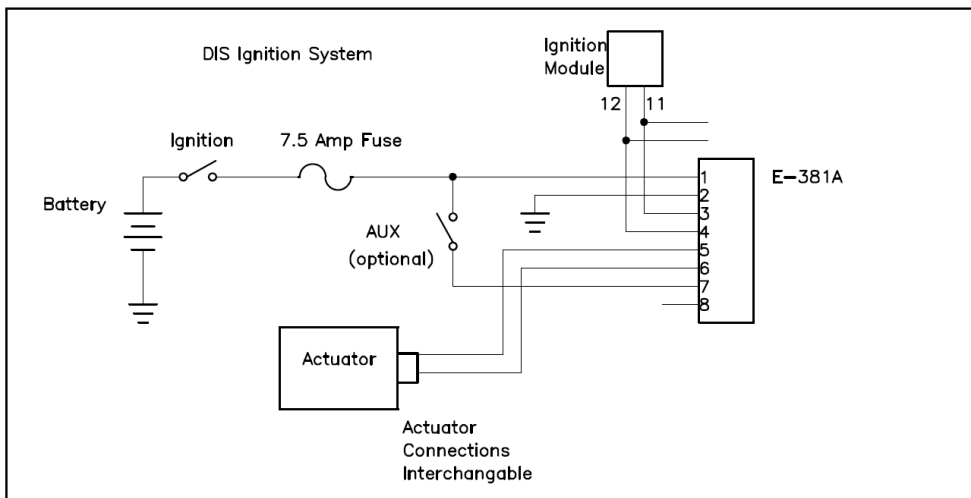 DIS Ignition System
Ignition
Module
12 11
Ignition
7.5 Amp Fuse
Battery
AUX
(optional)
E-381A
1
2
3
4
5
6
7
8
Actuator
Actuator
Connections
Interchangable